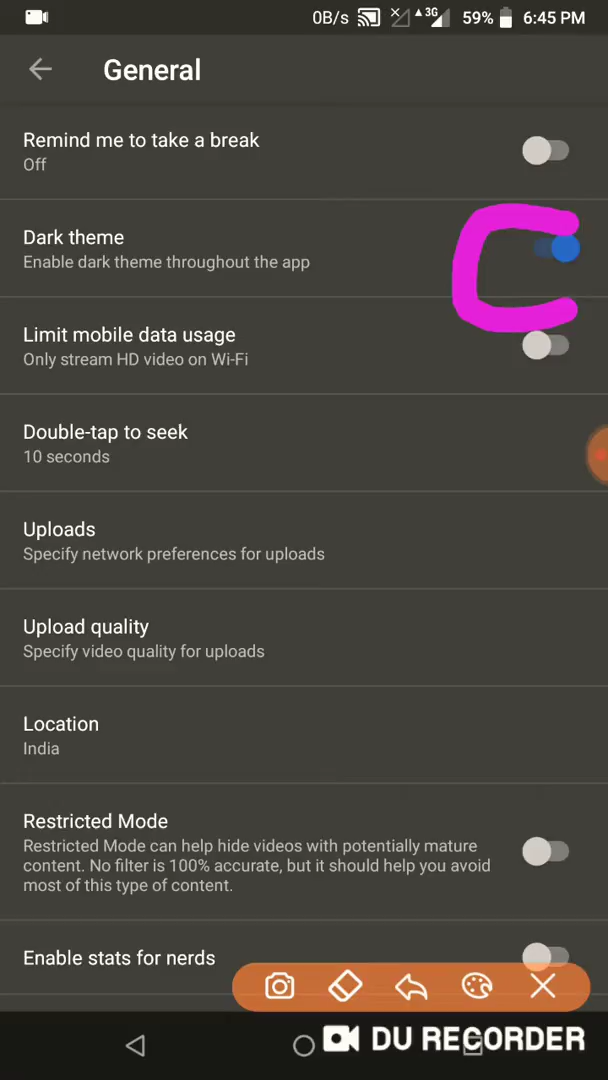 0B/s 3G 59% 6:45 PM
General
Remind me to take a break
Off
Dark theme
Enable dark theme throughout the app
Limit mobile data usage
Only stream HD video on Wi-Fi
Double-tap to seek
10 seconds
Uploads
Specify network preferences for uploads
Upload quality
Specify video quality for uploads
Location
India
Restricted Mode
Restricted Mode can help hide videos with potentially mature
content. No filter is 100% accurate, but it should help you avoid
most of this type of content.
Enable stats for nerds
DU RECORDER